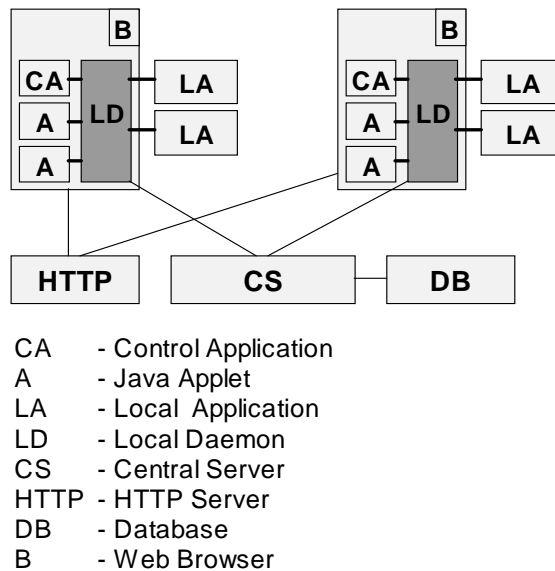 B
B
CA
LD
LA
CA
LD
LA
A
LA
A
LA
A
A
HTTP
CS
DB
CA - Control Application
A - Java Applet
LA - Local Application
LD - Local Daemon
CS - Central Server
HTTP - HTTP Server
DB - Database
B - Web Browser